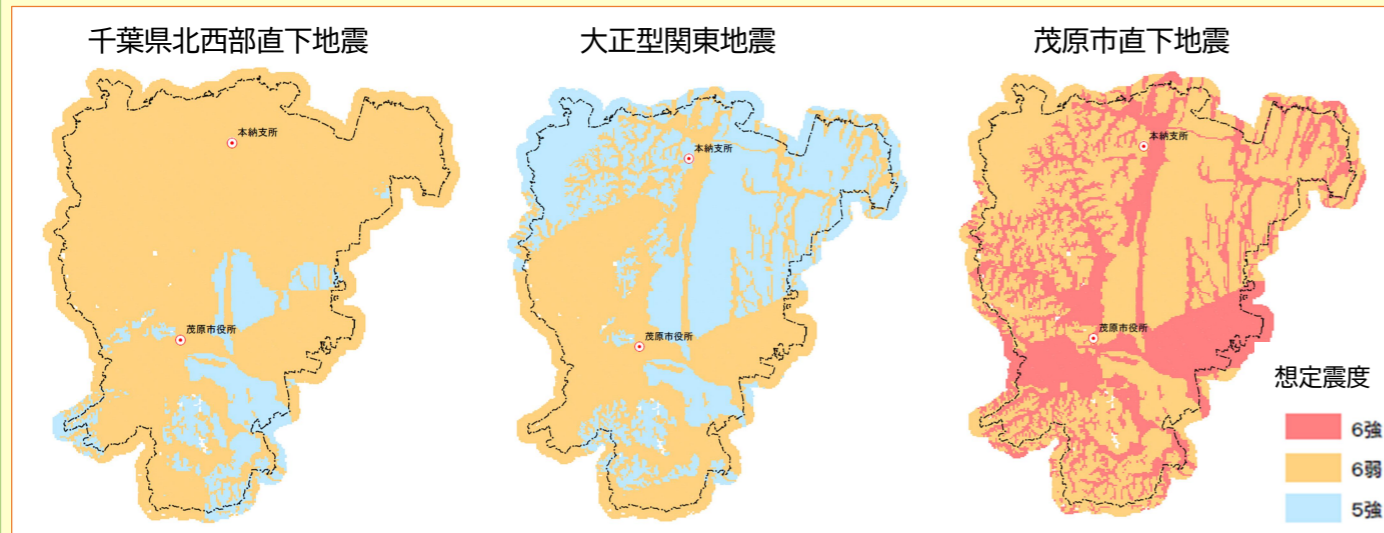 千葉県北西部直下地震
大正型関東地震
茂原市直下地震
本納支所
茂原市役所
本納支所
茂原市役所
本納支所
茂原市役所
想定震度
6強
6弱
5強